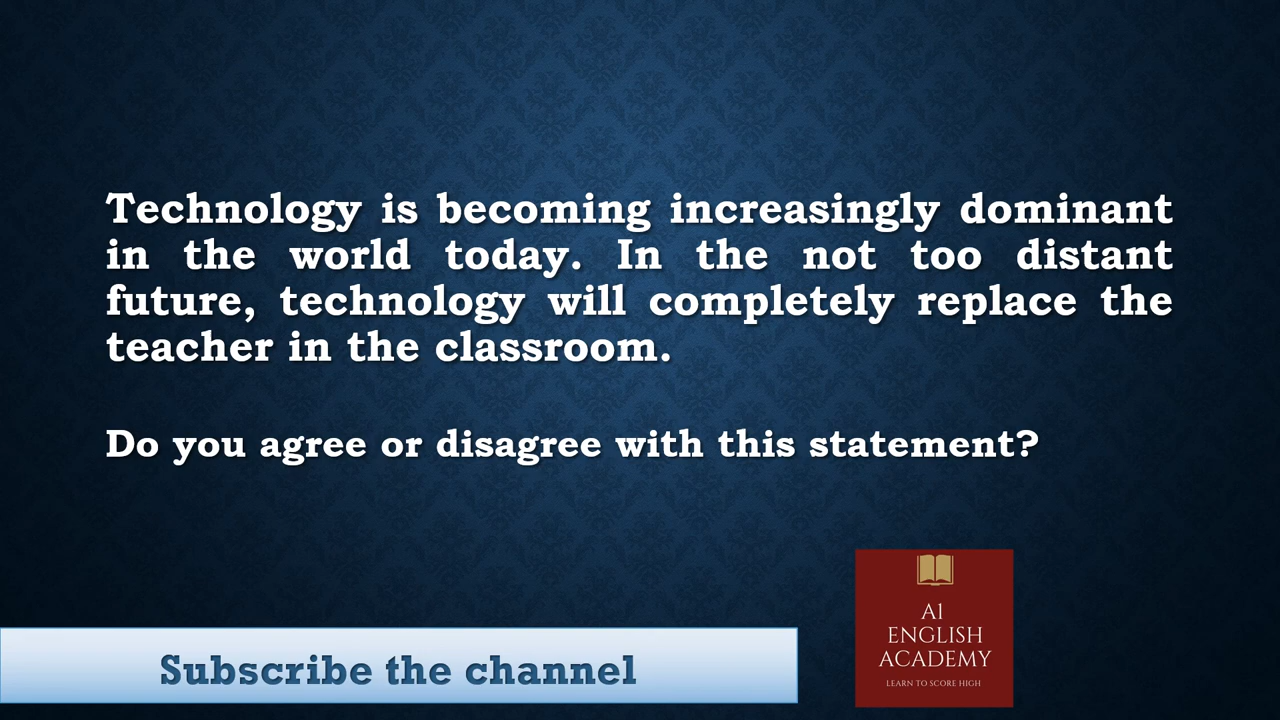 Technology is becoming increasingly dominant
in the world today. In the not too distant
future, technology will completely replace the
teacher in the classroom.
Do you agree or disagree with this statement?
Subscribe the channel
A1
ENGLISH
ACADEMY
LEARN TO SCORE HIGH